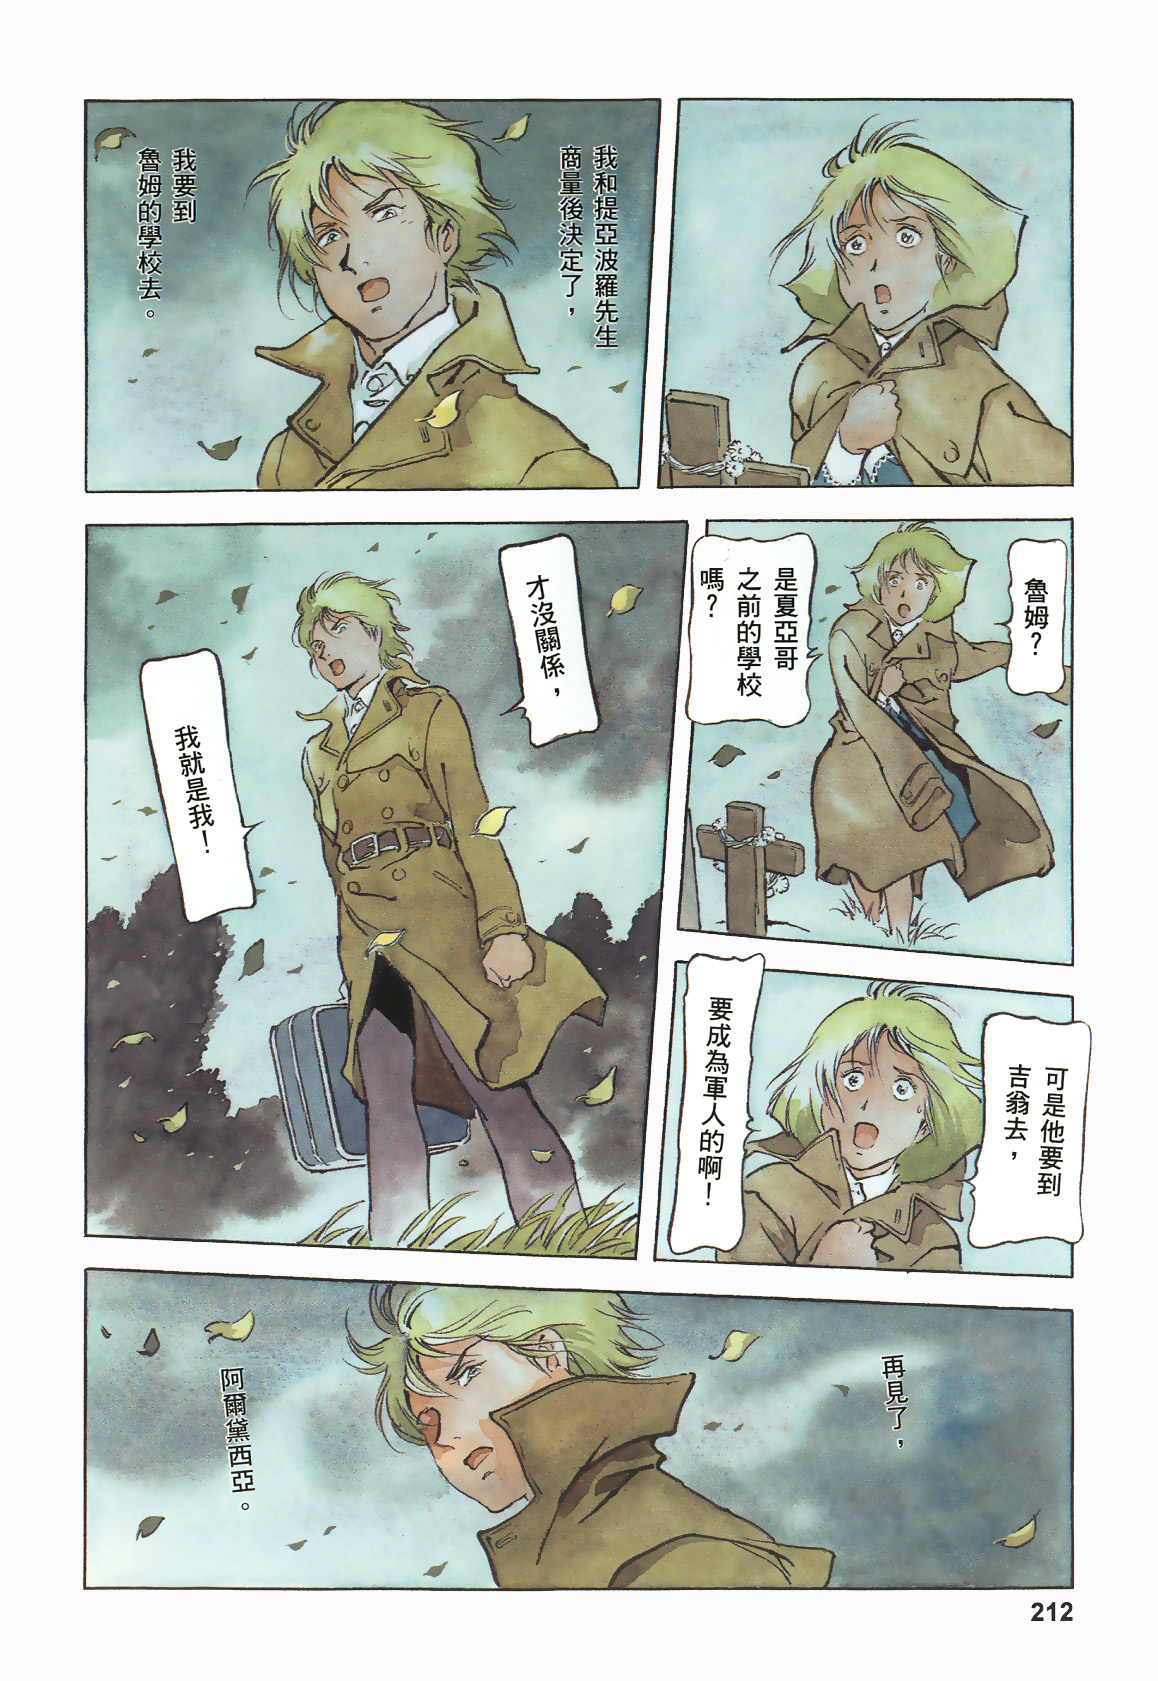 我和提亞波羅先生
商量後決定了，
我要到
魯姆的學校去。
魯姆？
是夏亞哥
之前的學校
嗎？
可是他要到
吉翁去，
要成為軍人的啊！
才沒關係，
我就是我！
再見了，
阿爾黛西亞。
212